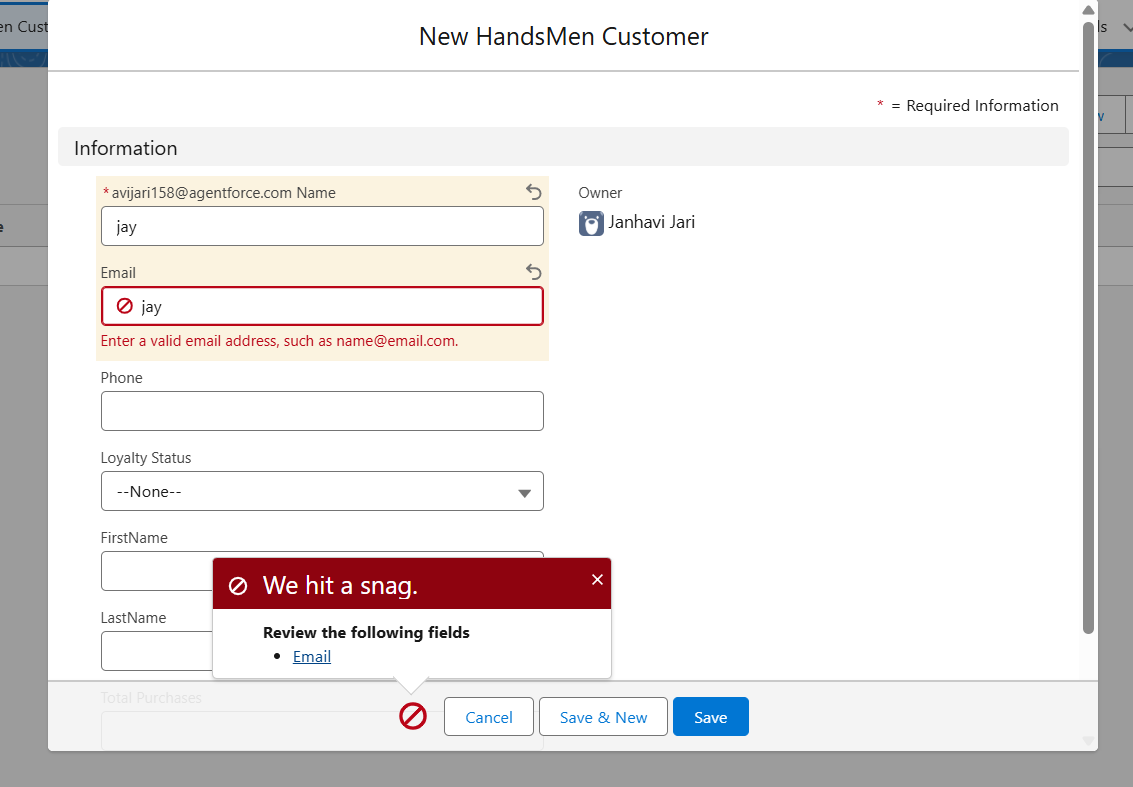 New HandsMen Customer
en Cust
ls
* = Required Information
w
Information
* avijari158@agentforce.com Name
jay
Owner
Janhavi Jari
e
Email
jay
Enter a valid email address, such as name@email.com.
Phone
Loyalty Status
--None--
FirstName
We hit a snag.
LastName
Review the following fields
• Email
Total Purchases
Cancel
Save & New
Save